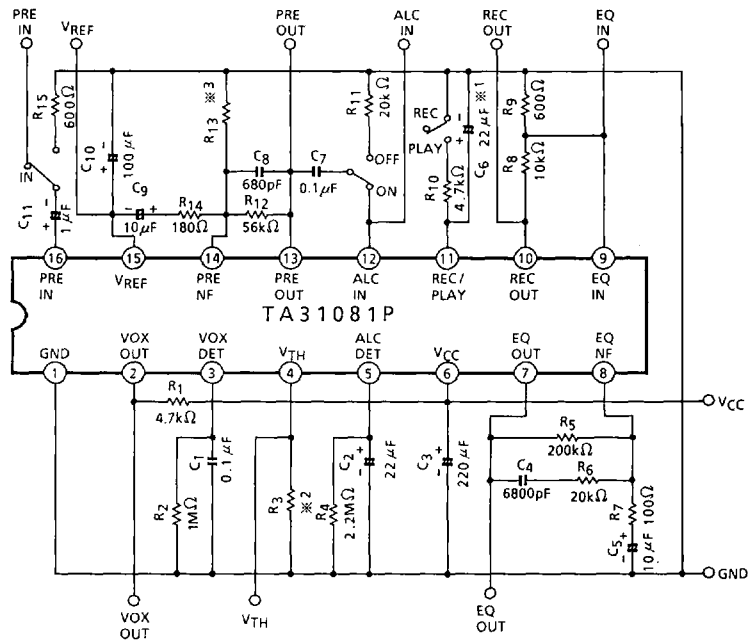 PRE IN
VREF
PRE OUT
ALC IN
REC OUT
EQ IN
R15 600Ω
C10 100μF
R13 ※3
C8 680pF
C7 0.1μF
R11 20kΩ
OFF
ON
REC
PLAY
R10 4.7kΩ
C6 22μF ※1
R9 600Ω
R8 10kΩ
IN
C11 1μF
C9 10μF
R14 180Ω
R12 56kΩ
16 15 14 13 12 11 10 9
PRE IN
VREF
PRE NF
PRE OUT
ALC IN
REC/PLAY
REC OUT
EQ IN
TA31081P
GND
VOX OUT
VOX DET
VTH
ALC DET
VCC
EQ OUT
EQ NF
1 2 3 4 5 6 7 8
R1 4.7kΩ
VCC
R2 1MΩ
C1 0.1μF
R3 ※2
R4 2.2MΩ
C2 22μF
C3 220μF
R5 200kΩ
C4 6800pF
R6 20kΩ
R7 100Ω
C5 10μF
GND
VOX OUT
VTH
EQ OUT